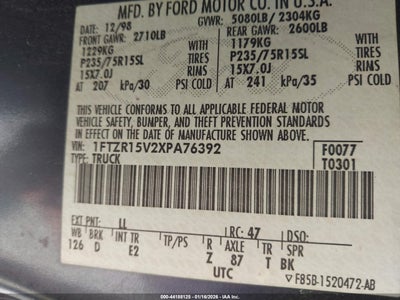 MFD. BY FORD MOTOR CO. IN U.S.A.
DATE: 12/98 GVWR: 5080LB/ 2304KG
FRONT GAWR: 2710LB REAR GAWR: 2600LB
1229KG 1179KG
P235/75R15SL TIRES P235/75R15SL TIRES
15X7.0J RIMS 15X7.0J RIMS
AT 207 kPa/30 PSI COLD AT 241 kPa/35 PSI COLD
THIS VEHICLE CONFORMS TO ALL APPLICABLE FEDERAL MOTOR
VEHICLE SAFETY, BUMPER, AND THEFT PREVENTION STANDARDS
IN EFFECT ON THE DATE OF MANUFACTURE SHOWN ABOVE.
VIN: 1FTZR15V2XPA76392 F0077
TYPE: TRUCK T0301
EXT PNT: LL RC: 47 DSO:
WB BRK INT TR TP/PS R AXLE TR SPR
126 D E2 Z 87 T BK
UTC F85B-1520472-AB
000-44188125 - 01/16/2026 - IAAI.COM